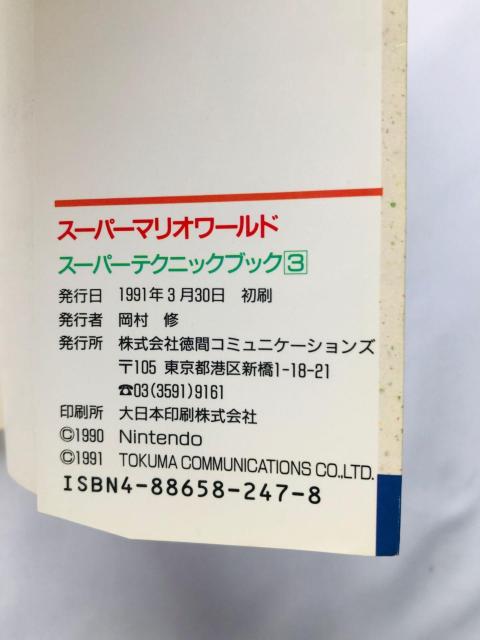 スーパーマリオワールド
スーパーテクニックブック3
発行日 1991年3月30日 初刷
発行者 岡村 修
発行所 株式会社徳間コミュニケーションズ
〒105 東京都港区新橋1-18-21
☎03(3591)9161
印刷所 大日本印刷株式会社
©1990 Nintendo
©1991 TOKUMA COMMUNICATIONS CO.,LTD.
ISBN4-88658-247-8